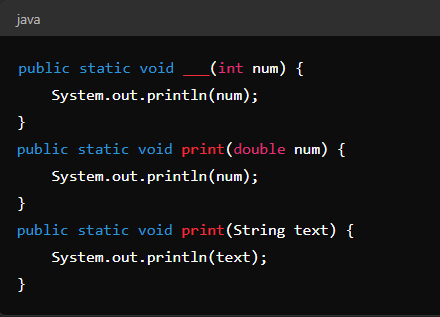 java
public static void ___(int num) {
    System.out.println(num);
}
public static void print(double num) {
    System.out.println(num);
}
public static void print(String text) {
    System.out.println(text);
}